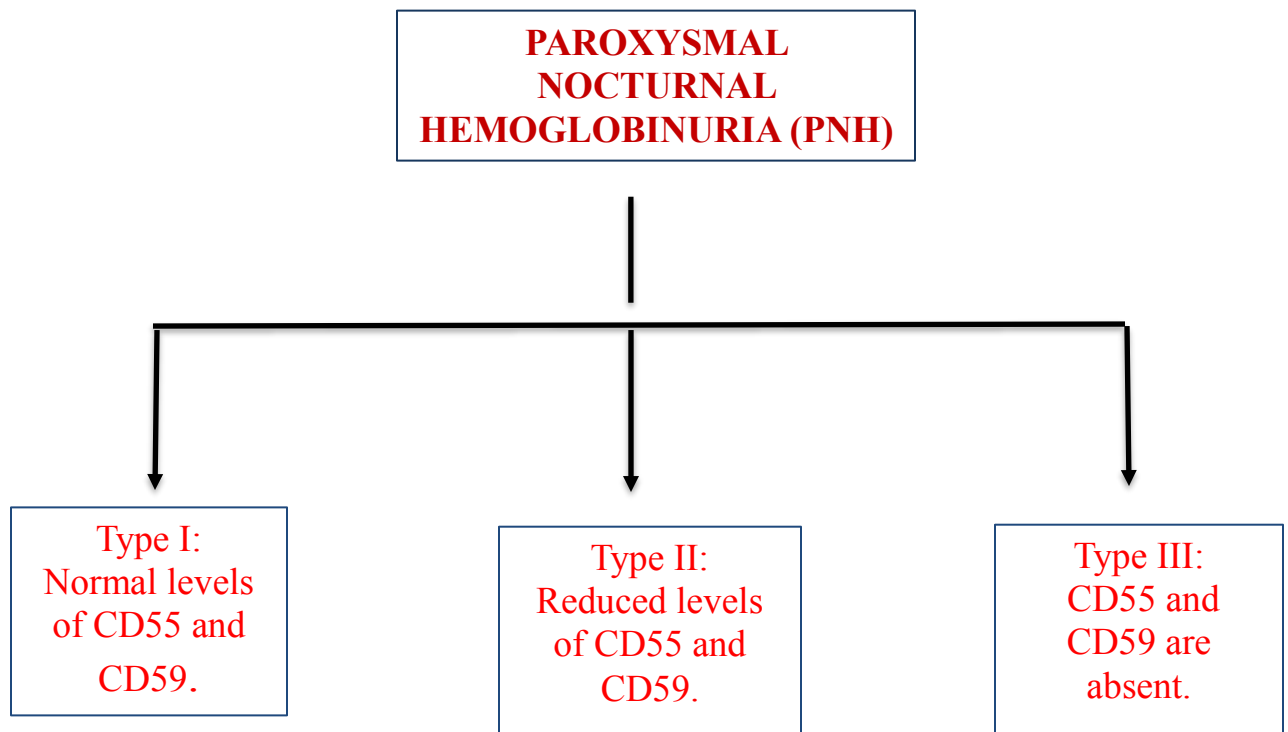 PAROXYSMAL
NOCTURNAL
HEMOGLOBINURIA (PNH)
Type I:
Normal levels
of CD55 and
CD59.
Type II:
Reduced levels
of CD55 and
CD59.
Type III:
CD55 and
CD59 are
absent.